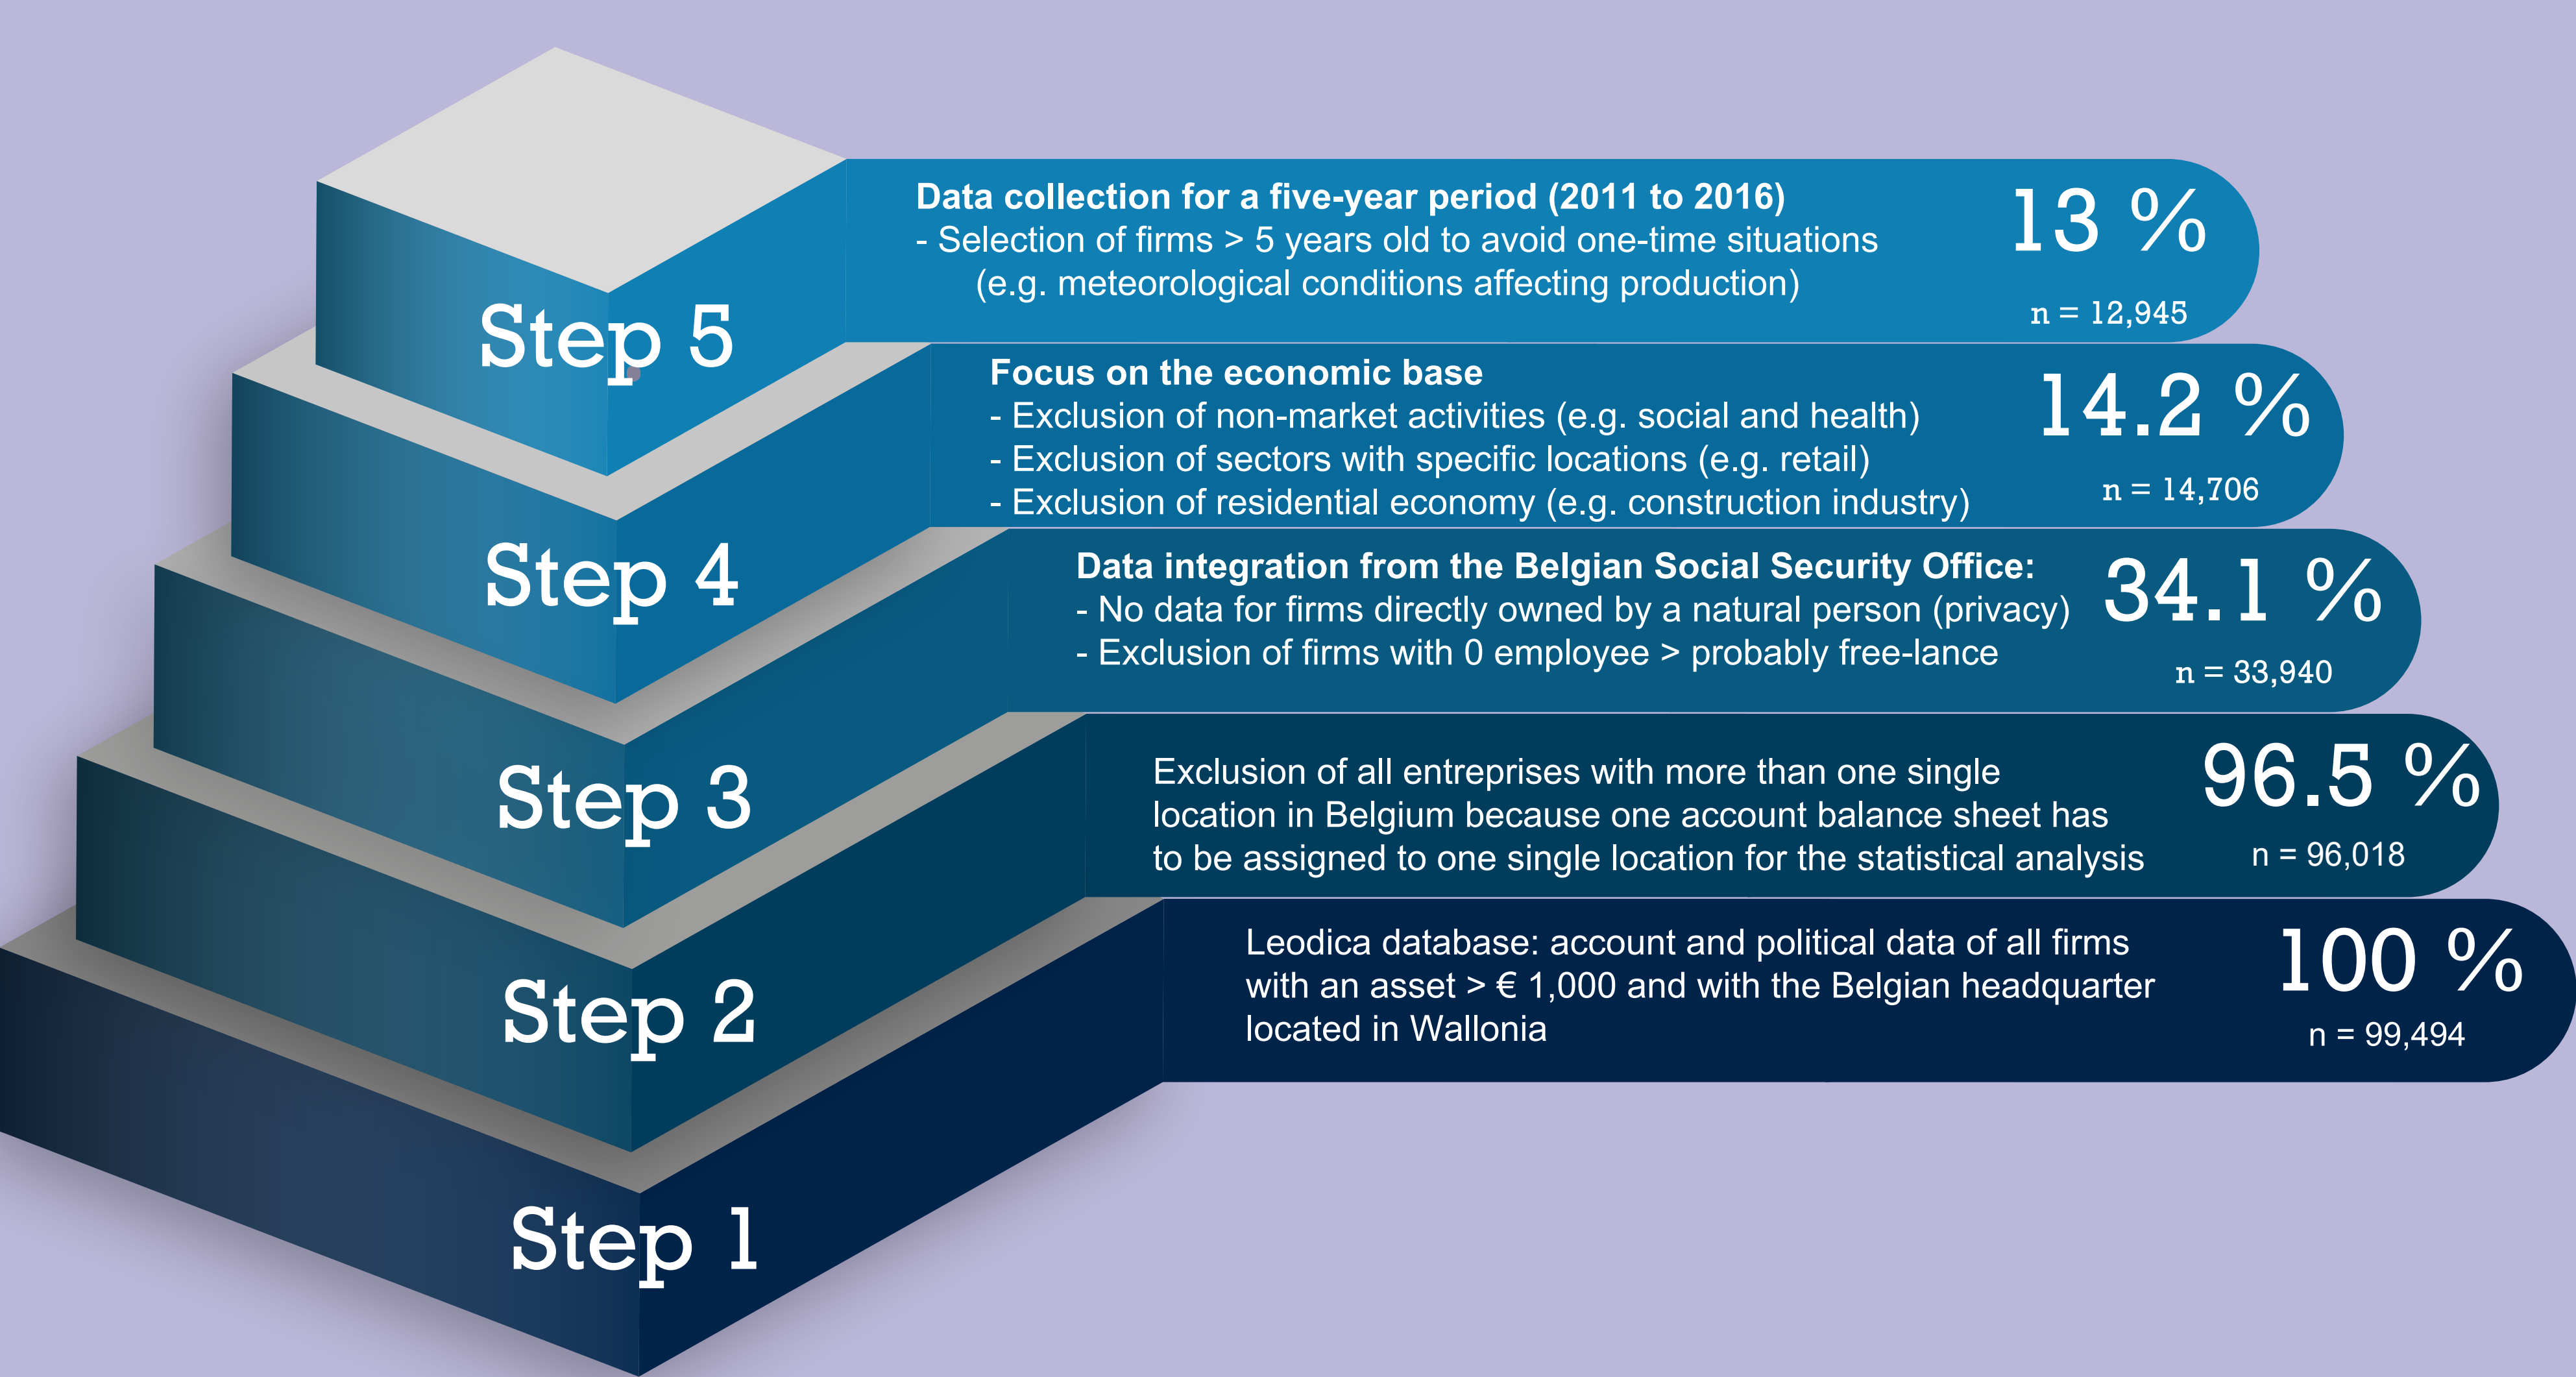 Data collection for a five-year period (2011 to 2016)
- Selection of firms > 5 years old to avoid one-time situations
(e.g. meteorological conditions affecting production)
13 %
n = 12,945
Step 5
Focus on the economic base
- Exclusion of non-market activities (e.g. social and health)
- Exclusion of sectors with specific locations (e.g. retail)
- Exclusion of residential economy (e.g. construction industry)
14.2 %
n = 14,706
Step 4
Data integration from the Belgian Social Security Office:
- No data for firms directly owned by a natural person (privacy)
- Exclusion of firms with 0 employee > probably free-lance
34.1 %
n = 33,940
Step 3
Exclusion of all entreprises with more than one single
location in Belgium because one account balance sheet has
to be assigned to one single location for the statistical analysis
96.5 %
n = 96,018
Step 2
Leodica database: account and political data of all firms
with an asset > € 1,000 and with the Belgian headquarter
located in Wallonia
100 %
n = 99,494
Step 1